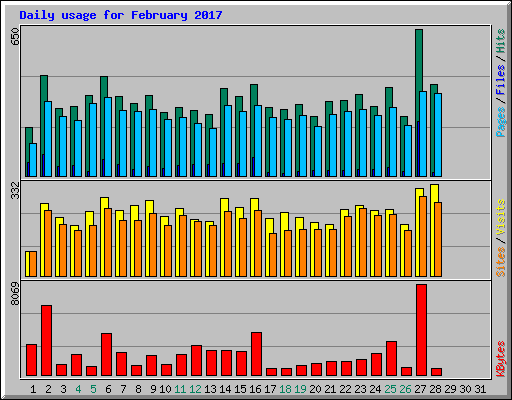 Daily usage for February 2017
650
Pages / Files / Hits
332
Sites / Visits
8069
KBytes
1 2 3 4 5 6 7 8 9 10 11 12 13 14 15 16 17 18 19 20 21 22 23 24 25 26 27 28 29 30 31